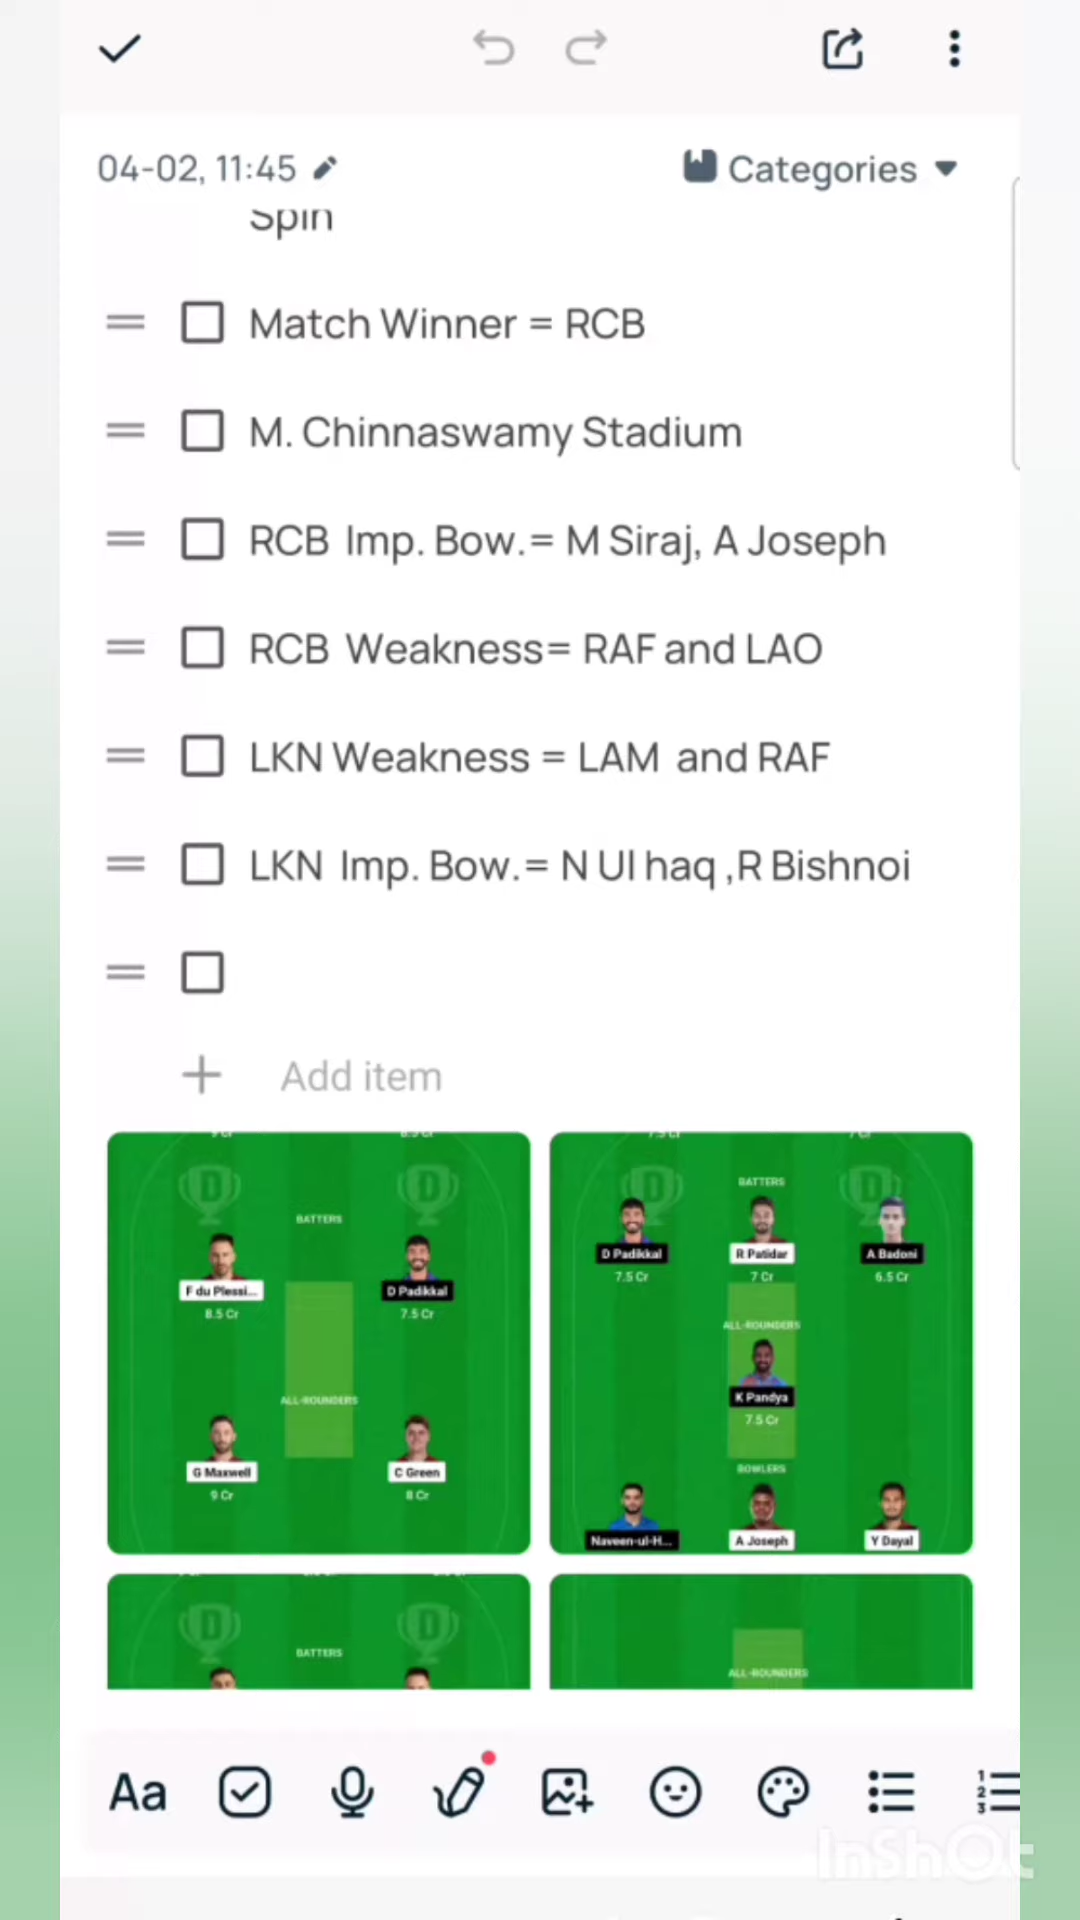 04-02, 11:45 Categories
Spin
Match Winner = RCB
M. Chinnaswamy Stadium
RCB Imp. Bow.= M Siraj, A Joseph
RCB Weakness= RAF and LAO
LKN Weakness = LAM and RAF
LKN Imp. Bow.= N Ul haq ,R Bishnoi
Add item
BATTERS
F du Plessi... D Padikkal
8.5 Cr 7.5 Cr
ALL-ROUNDERS
G Maxwell C Green
9 Cr 8 Cr
BATTERS
D Padikkal R Patidar A Badoni
7.5 Cr 7 Cr 6.5 Cr
ALL-ROUNDERS
K Pandya
7.5 Cr
BOWLERS
Naveen-ul-H... A Joseph Y Dayal
BATTERS
ALL-ROUNDERS
Aa
InShOt